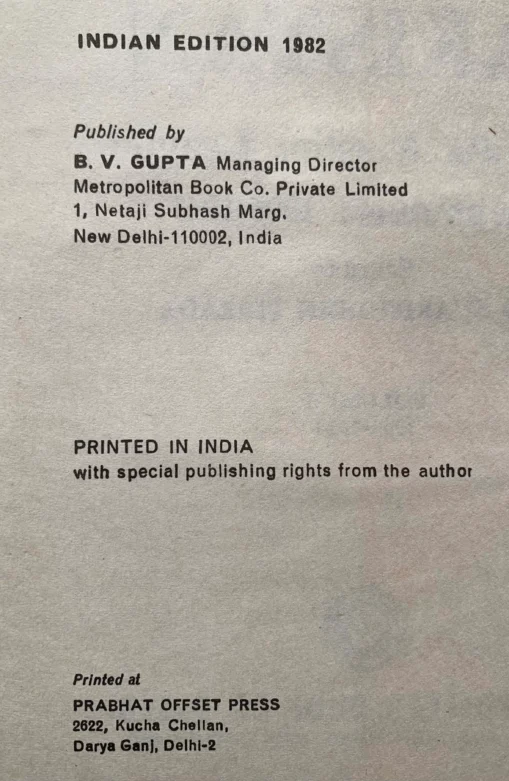 INDIAN EDITION 1982
Published by
B. V. GUPTA Managing Director
Metropolitan Book Co. Private Limited
1, Netaji Subhash Marg.
New Delhi-110002, India
PRINTED IN INDIA
with special publishing rights from the author
Printed at
PRABHAT OFFSET PRESS
2622, Kucha Chellan,
Darya Ganj, Delhi-2